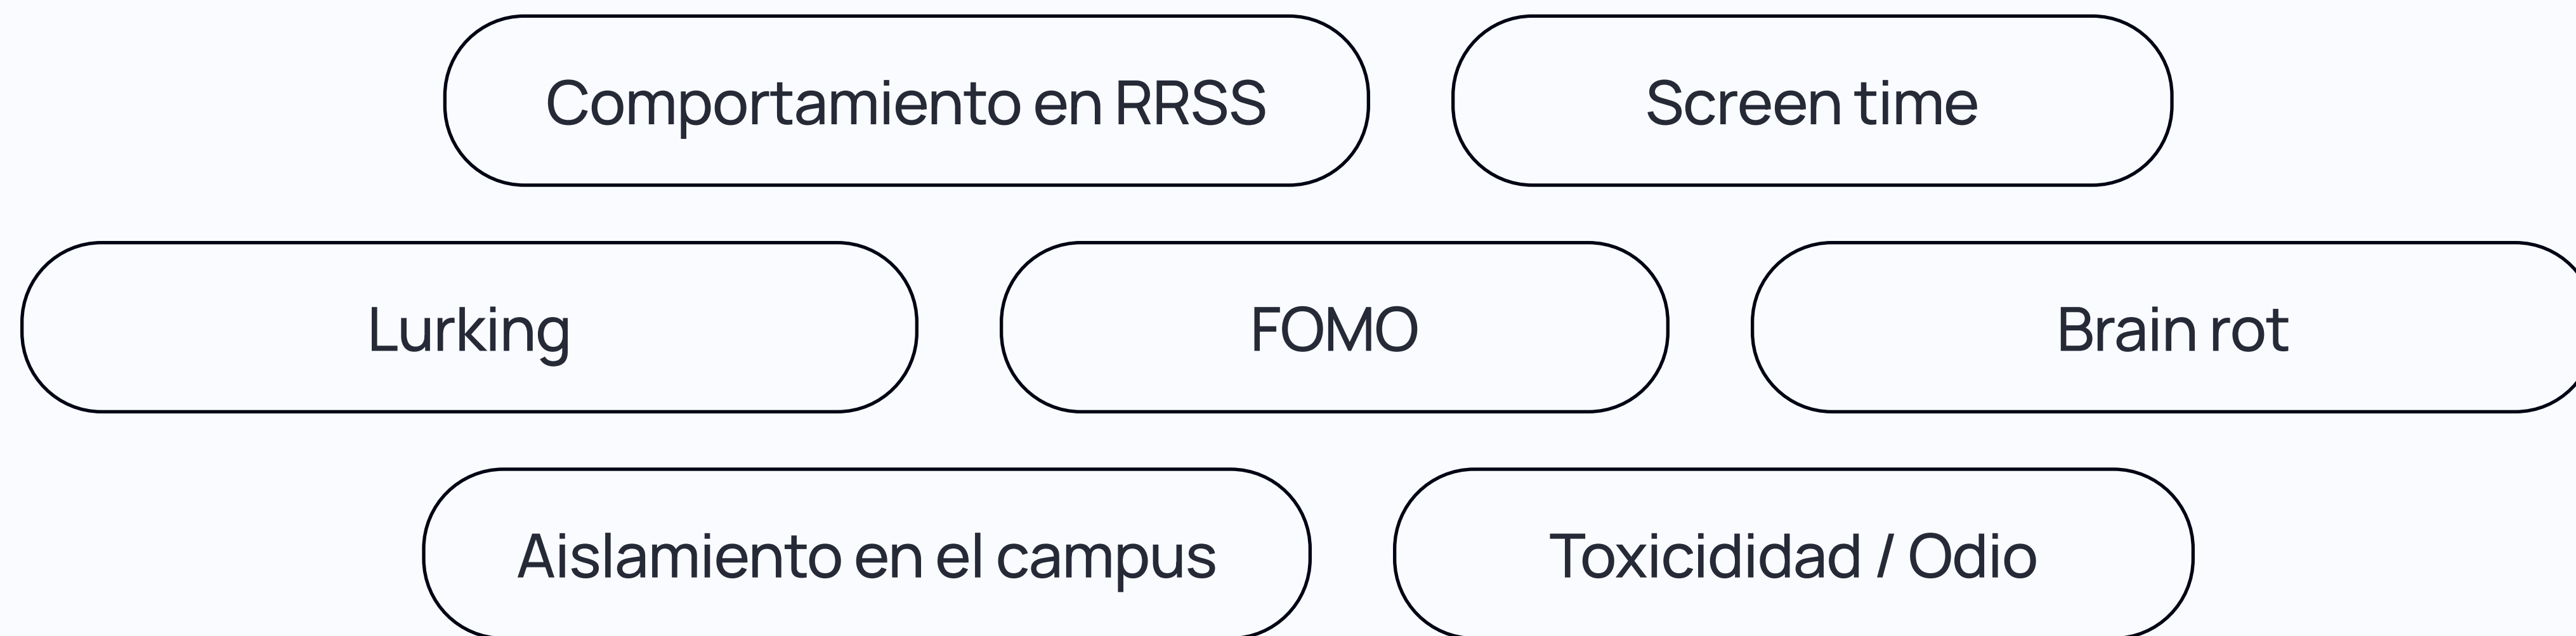 Comportamiento en RRSS
Screen time
Lurking
FOMO
Brain rot
Aislamiento en el campus
Toxicididad / Odio